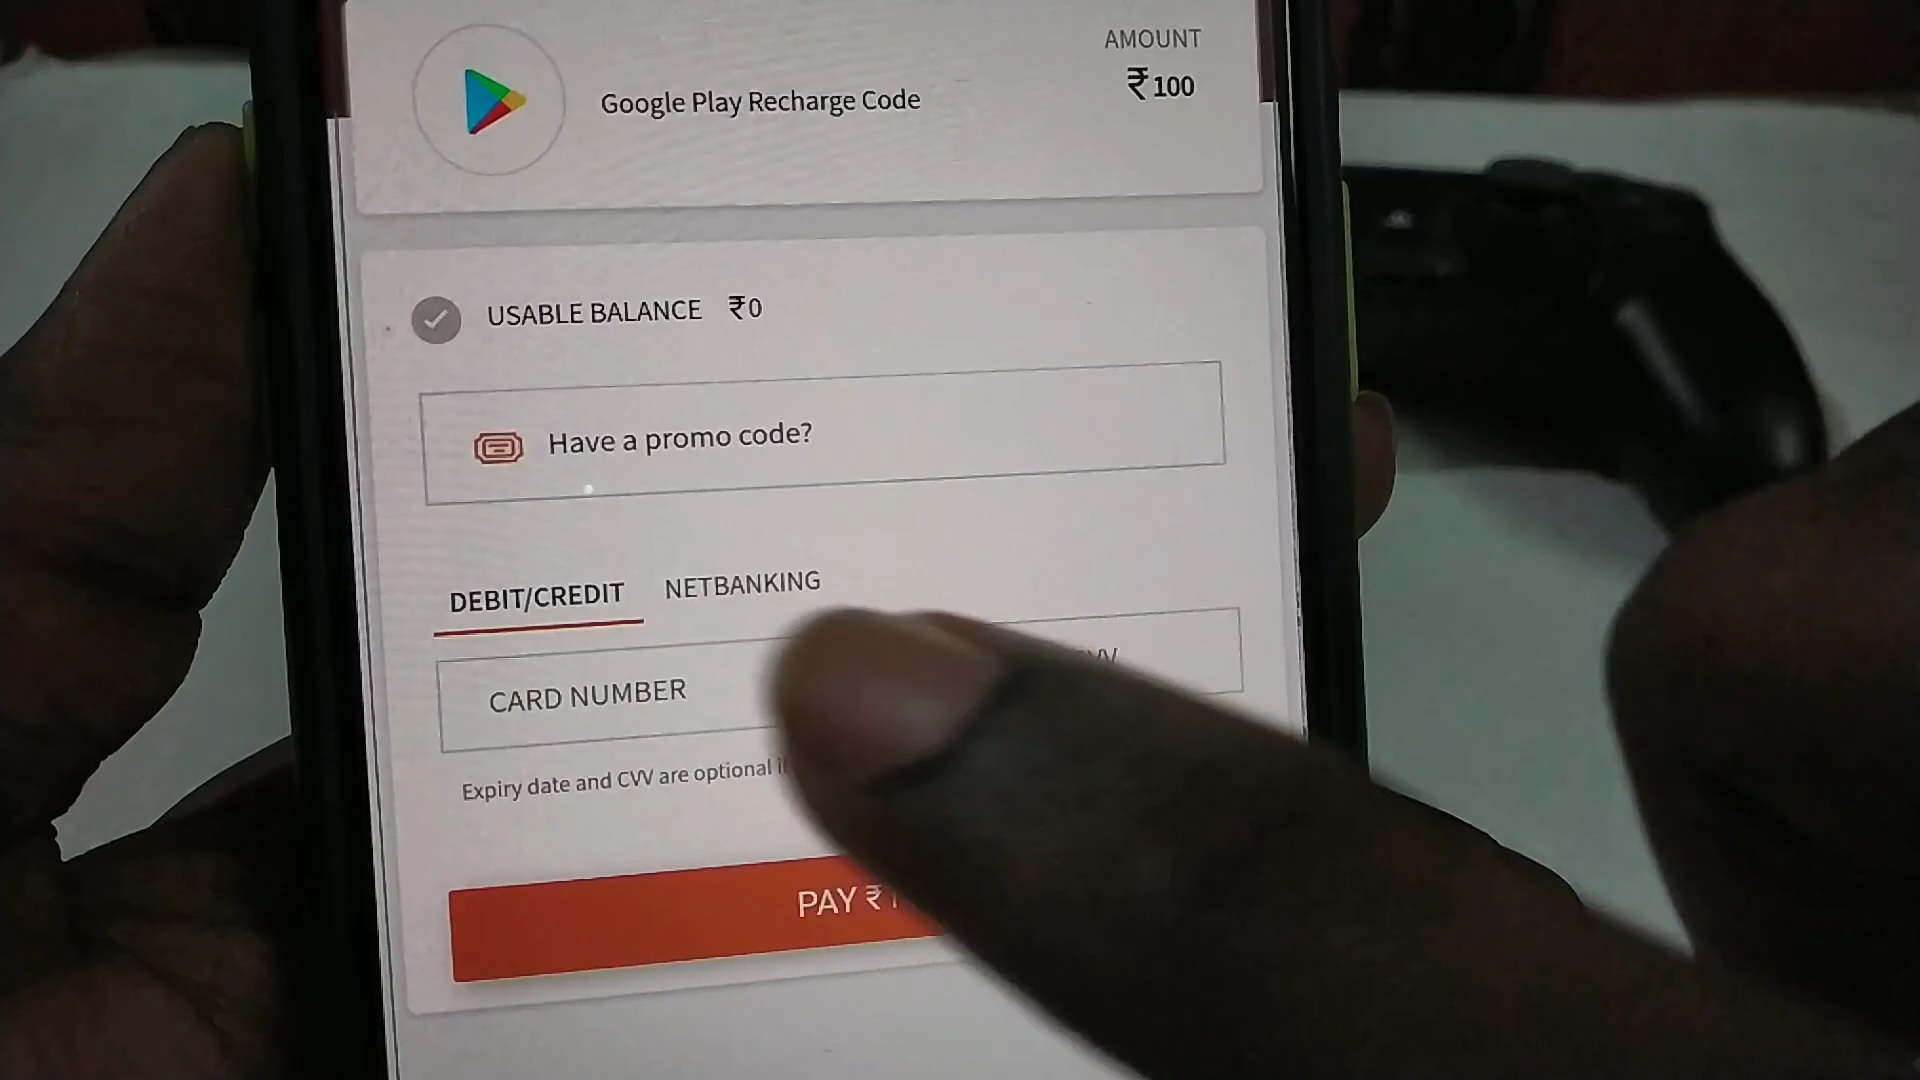 AMOUNT
Google Play Recharge Code
₹100
USABLE BALANCE ₹0
Have a promo code?
DEBIT/CREDIT NETBANKING
CARD NUMBER
Expiry date and CVV are optional
PAY ₹